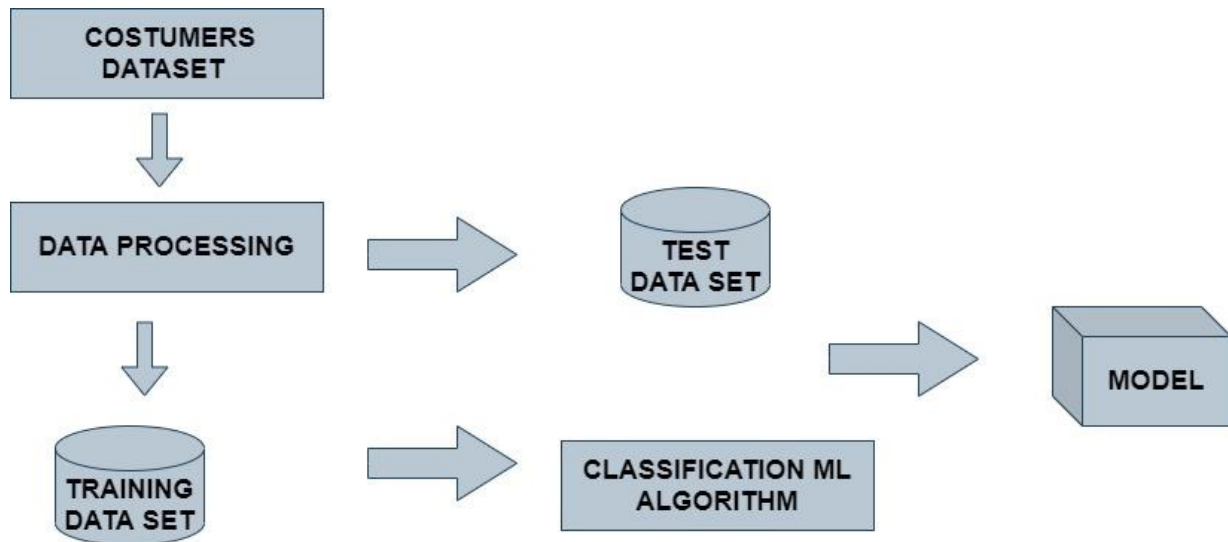 COSTUMERS
DATASET
DATA PROCESSING
TEST
DATA SET
MODEL
TRAINING
DATA SET
CLASSIFICATION ML
ALGORITHM